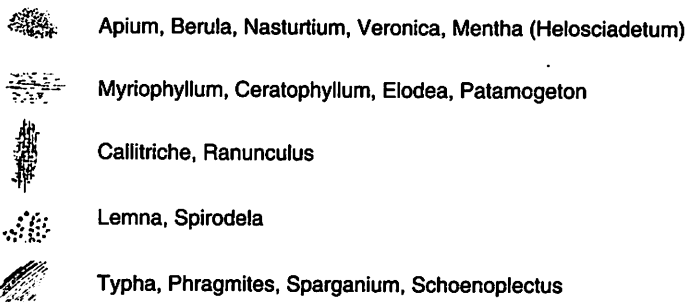 Apium, Berula, Nasturtium, Veronica, Mentha (Helosciadetum)
Myriophyllum, Ceratophyllum, Elodea, Patamogeton
Callitriche, Ranunculus
Lemna, Spirodela
Typha, Phragmites, Sparganium, Schoenoplectus